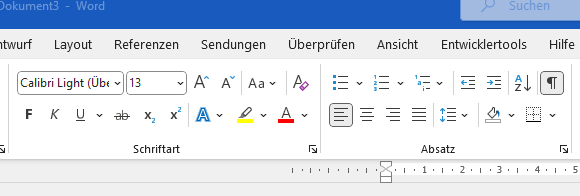 Dokument3 - Word Suchen
ntwurf Layout Referenzen Sendungen Überprüfen Ansicht Entwicklertools Hilfe
Calibri Light (Übe 13 A A Aa A
F K U ab x₂ x² A A
Schriftart Absatz
1 2 3 4 5